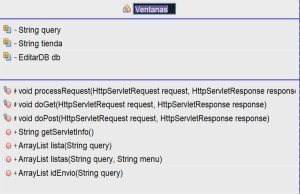 Ventanas
- String query
- String tienda
- EditarDB db
# void processRequest(HttpServletRequest request, HttpServletResponse response)
# void doGet(HttpServletRequest request, HttpServletResponse response)
# void doPost(HttpServletRequest request, HttpServletResponse response)
+ String getServletInfo()
+ ArrayList lista(String query)
+ ArrayList listas(String query, String menu)
+ ArrayList idEnvio(String query)